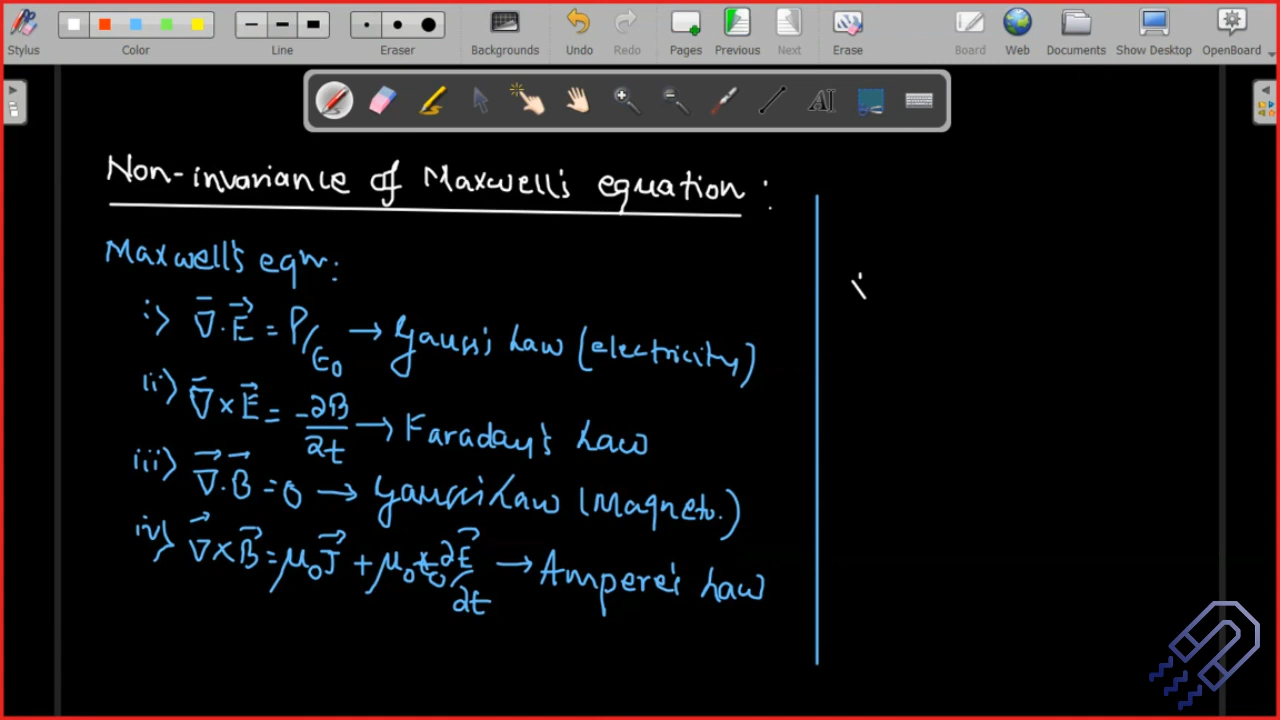 Stylus Color Line Eraser Backgrounds Undo Redo Pages Previous Next Erase Board Web Documents Show Desktop OpenBoard
Non-invariance of Maxwell's equation :
Maxwell's eqn:
i) ∇̄·E⃗ = ρ/ε₀ → Gauss's Law (electricity)
ii) ∇̄×E⃗ = -∂B/∂t → Faraday's Law
iii) ∇⃗·B⃗ = 0 → Gauss's Law (Magneto.)
iv) ∇⃗×B⃗ = μ₀J⃗ + μ₀ε₀∂E⃗/∂t → Ampere's Law